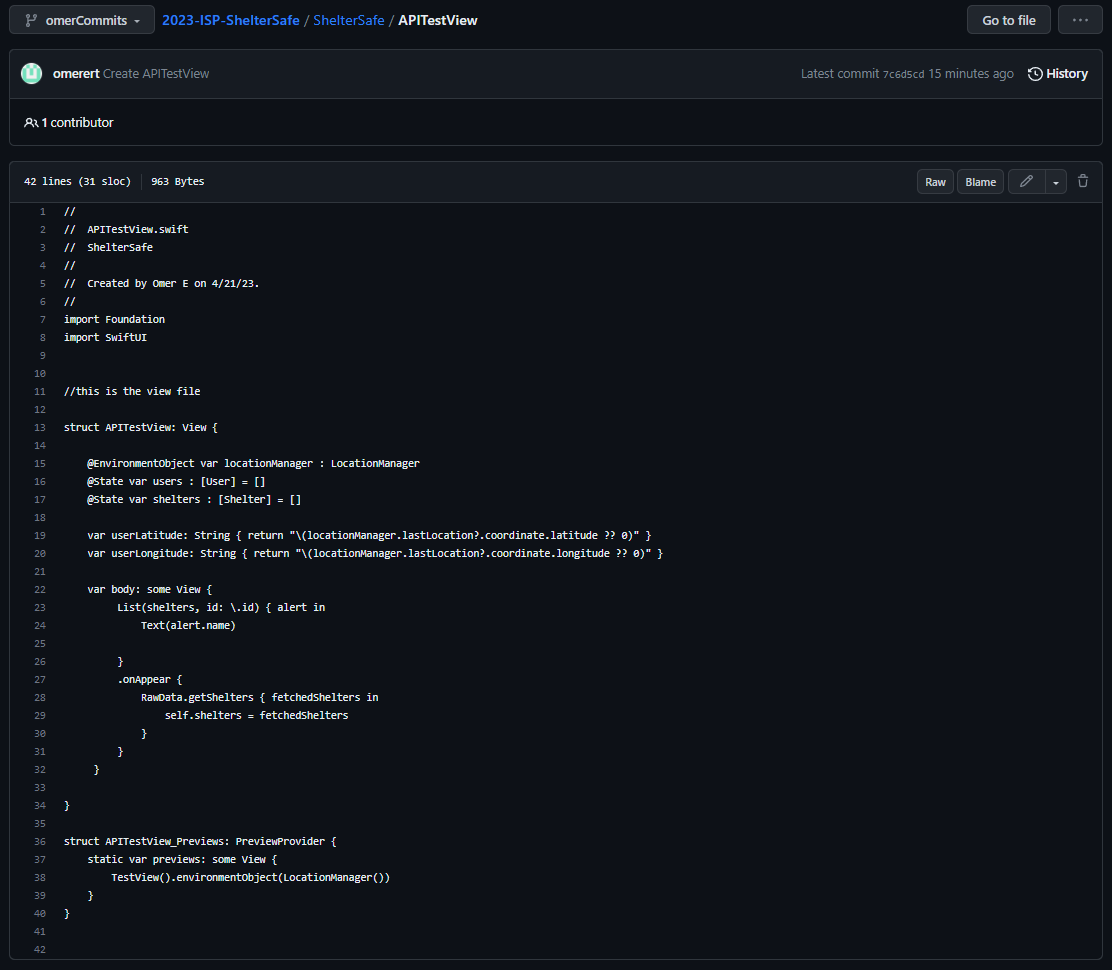 omerCommits 2023-ISP-ShelterSafe / ShelterSafe / APITestView Go to file ...
omerert Create APITestView Latest commit 7c6d5cd 15 minutes ago History
1 contributor
42 lines (31 sloc) 963 Bytes Raw Blame
1 //
2 //  APITestView.swift
3 //  ShelterSafe
4 //
5 //  Created by Omer E on 4/21/23.
6 //
7 import Foundation
8 import SwiftUI
9
10
11 //this is the view file
12
13 struct APITestView: View {
14
15     @EnvironmentObject var locationManager : LocationManager
16     @State var users : [User] = []
17     @State var shelters : [Shelter] = []
18
19     var userLatitude: String { return "\(locationManager.lastLocation?.coordinate.latitude ?? 0)" }
20     var userLongitude: String { return "\(locationManager.lastLocation?.coordinate.longitude ?? 0)" }
21
22     var body: some View {
23          List(shelters, id: \.id) { alert in
24              Text(alert.name)
25
26          }
27          .onAppear {
28              RawData.getShelters { fetchedShelters in
29                  self.shelters = fetchedShelters
30              }
31          }
32      }
33
34 }
35
36 struct APITestView_Previews: PreviewProvider {
37     static var previews: some View {
38         TestView().environmentObject(LocationManager())
39     }
40 }
41
42